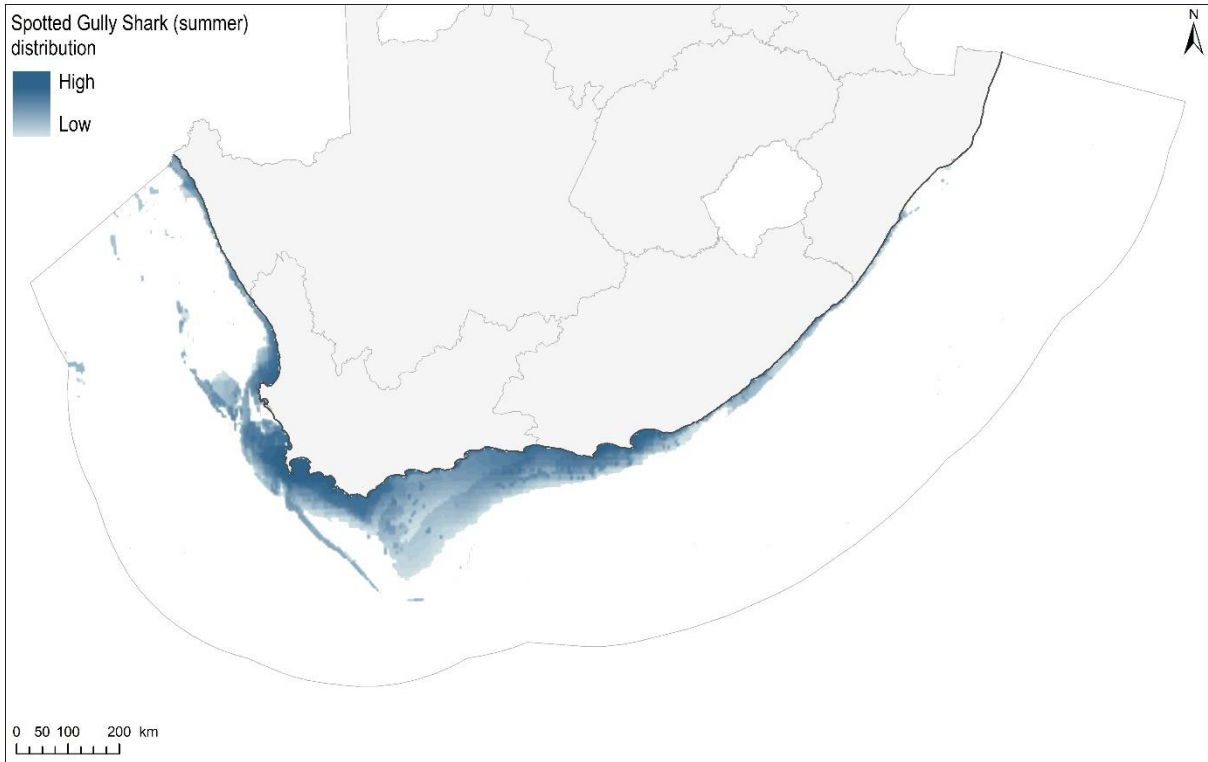 Spotted Gully Shark (summer)
distribution
High
Low
N
0 50 100 200 km